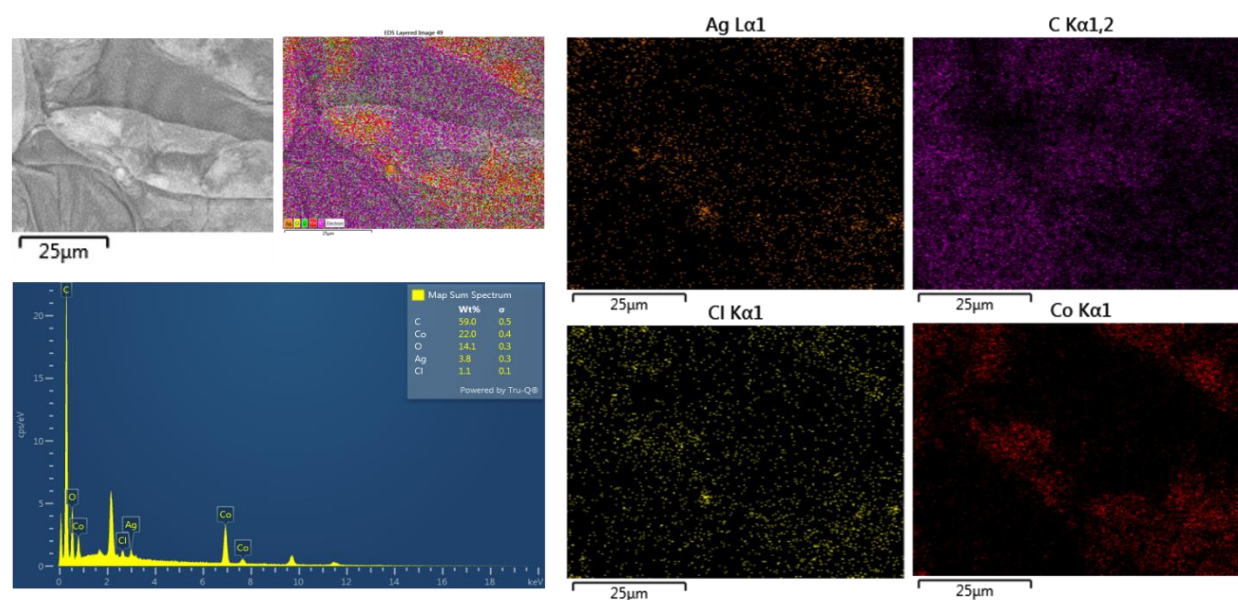 EDS Layered Image 49
25μm
25μm
Map Sum Spectrum
Wt% σ
C 59.0 0.5
Co 22.0 0.4
O 14.1 0.3
Ag 3.8 0.3
Cl 1.1 0.1
Powered by Tru-Q®
cps/eV
20
15
10
5
0
C
O
Co
Cl
Ag
Co
Co
0 2 4 6 8 10 12 14 16 18 keV
Ag Lα1
25μm
C Kα1,2
25μm
Cl Kα1
25μm
Co Kα1
25μm